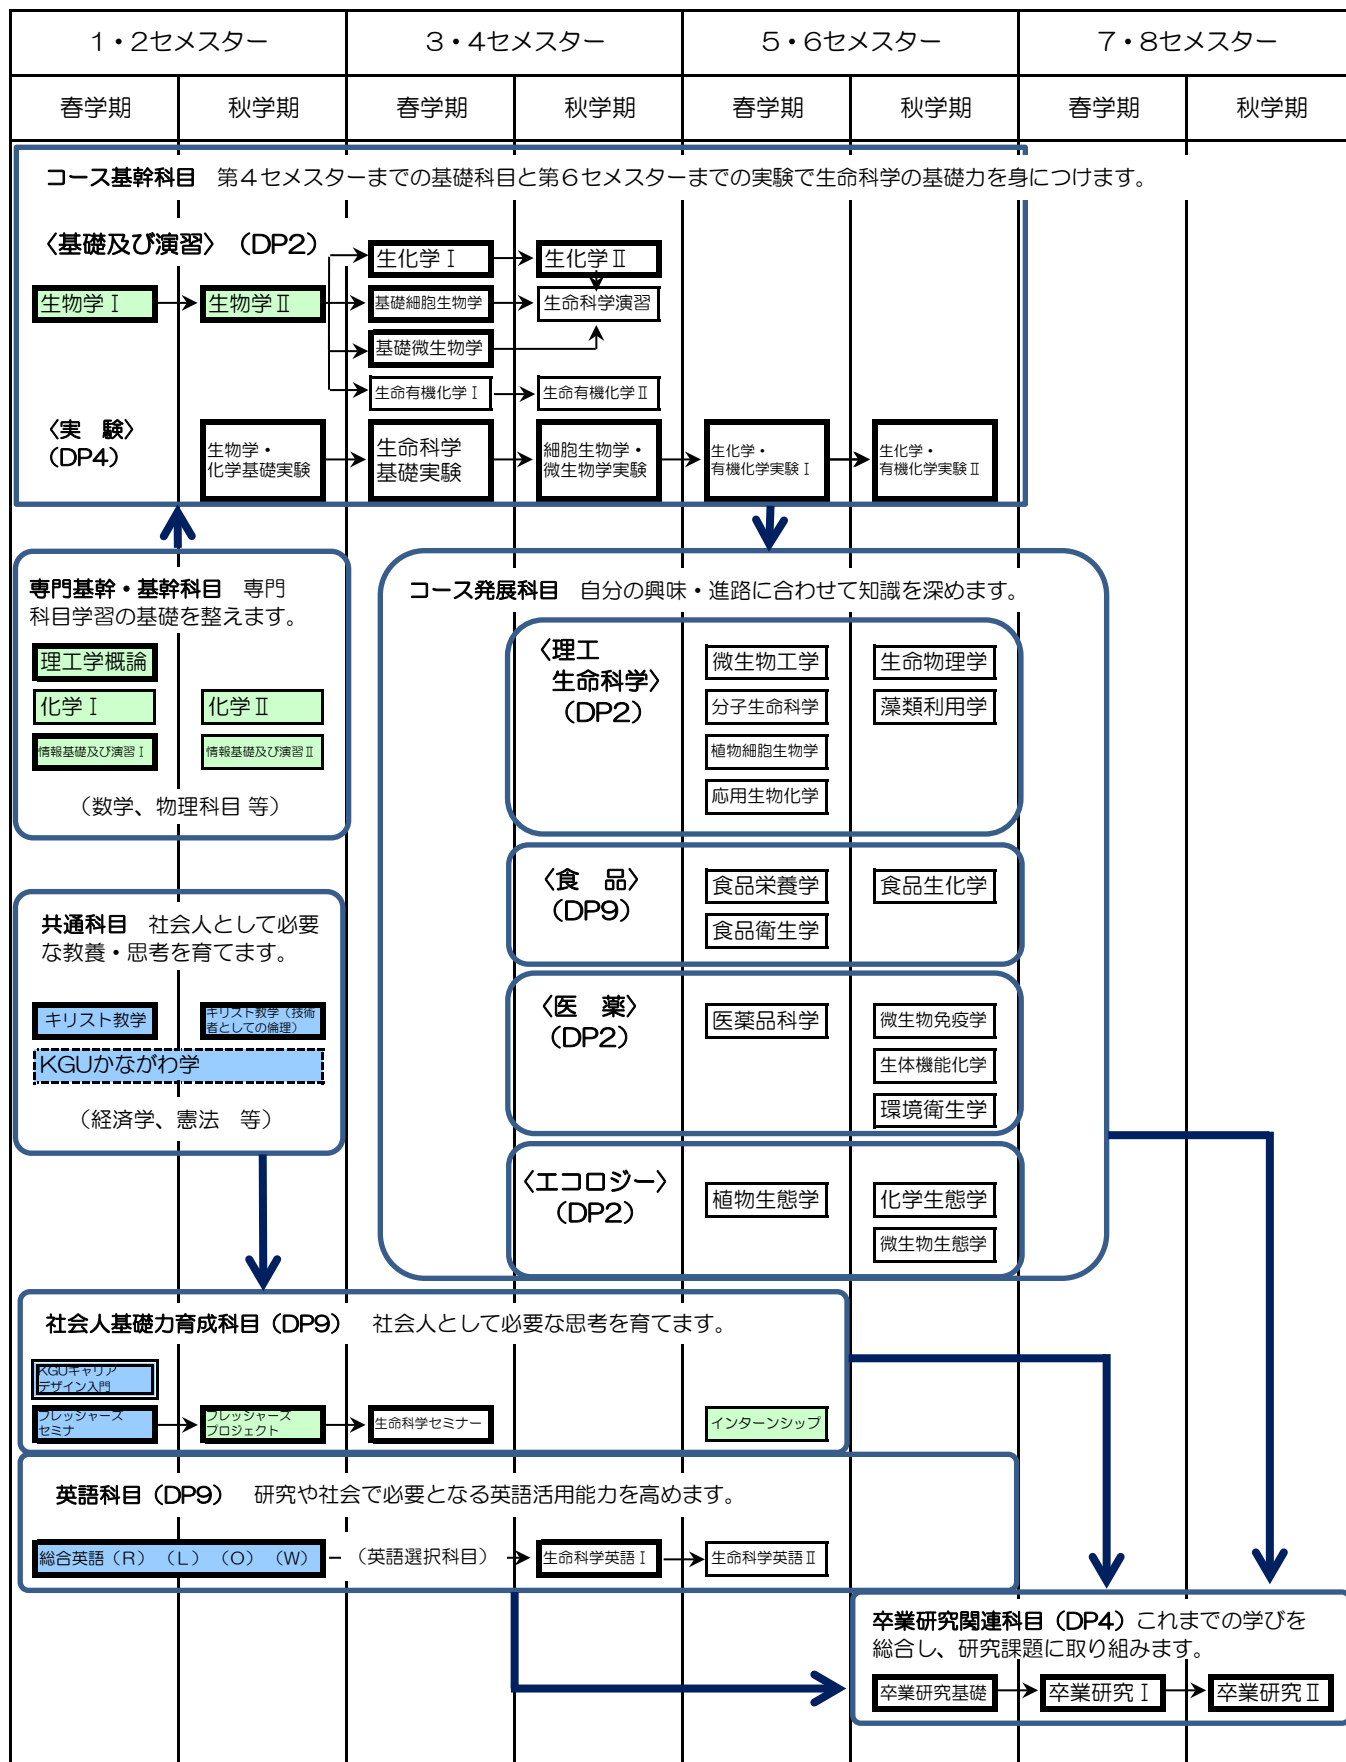 1・2セメスター
3・4セメスター
5・6セメスター
7・8セメスター
春学期
秋学期
春学期
秋学期
春学期
秋学期
春学期
秋学期
コース基幹科目　第4セメスターまでの基礎科目と第6セメスターまでの実験で生命科学の基礎力を身につけます。
〈基礎及び演習〉（DP2）
生化学Ⅰ
生化学Ⅱ
生物学Ⅰ
生物学Ⅱ
基礎細胞生物学
生命科学演習
基礎微生物学
生命有機化学Ⅰ
生命有機化学Ⅱ
〈実　験〉
（DP4）
生物学・
化学基礎実験
生命科学
基礎実験
細胞生物学・
微生物学実験
生化学・
有機化学実験Ⅰ
生化学・
有機化学実験Ⅱ
専門基幹・基幹科目　専門
科目学習の基礎を整えます。
理工学概論
化学Ⅰ
化学Ⅱ
情報基礎及び演習Ⅰ
情報基礎及び演習Ⅱ
（数学、物理科目 等）
コース発展科目　自分の興味・進路に合わせて知識を深めます。
〈理工
生命科学〉
（DP2）
微生物工学
生命物理学
分子生命科学
藻類利用学
植物細胞生物学
応用生物化学
〈食　品〉
（DP9）
食品栄養学
食品生化学
食品衛生学
共通科目　社会人として必要
な教養・思考を育てます。
キリスト教学
キリスト教学（技術
者としての倫理）
KGUかながわ学
（経済学、憲法　等）
〈医　薬〉
（DP2）
医薬品科学
微生物免疫学
生体機能化学
環境衛生学
〈エコロジー〉
（DP2）
植物生態学
化学生態学
微生物生態学
社会人基礎力育成科目（DP9）　社会人として必要な思考を育てます。
KGUキャリア
デザイン入門
フレッシャーズ
セミナ
フレッシャーズ
プロジェクト
生命科学セミナー
インターンシップ
英語科目（DP9）　研究や社会で必要となる英語活用能力を高めます。
総合英語（R）（L）（O）（W）
（英語選択科目）
生命科学英語Ⅰ
生命科学英語Ⅱ
卒業研究関連科目（DP4）これまでの学びを
総合し、研究課題に取り組みます。
卒業研究基礎
卒業研究Ⅰ
卒業研究Ⅱ